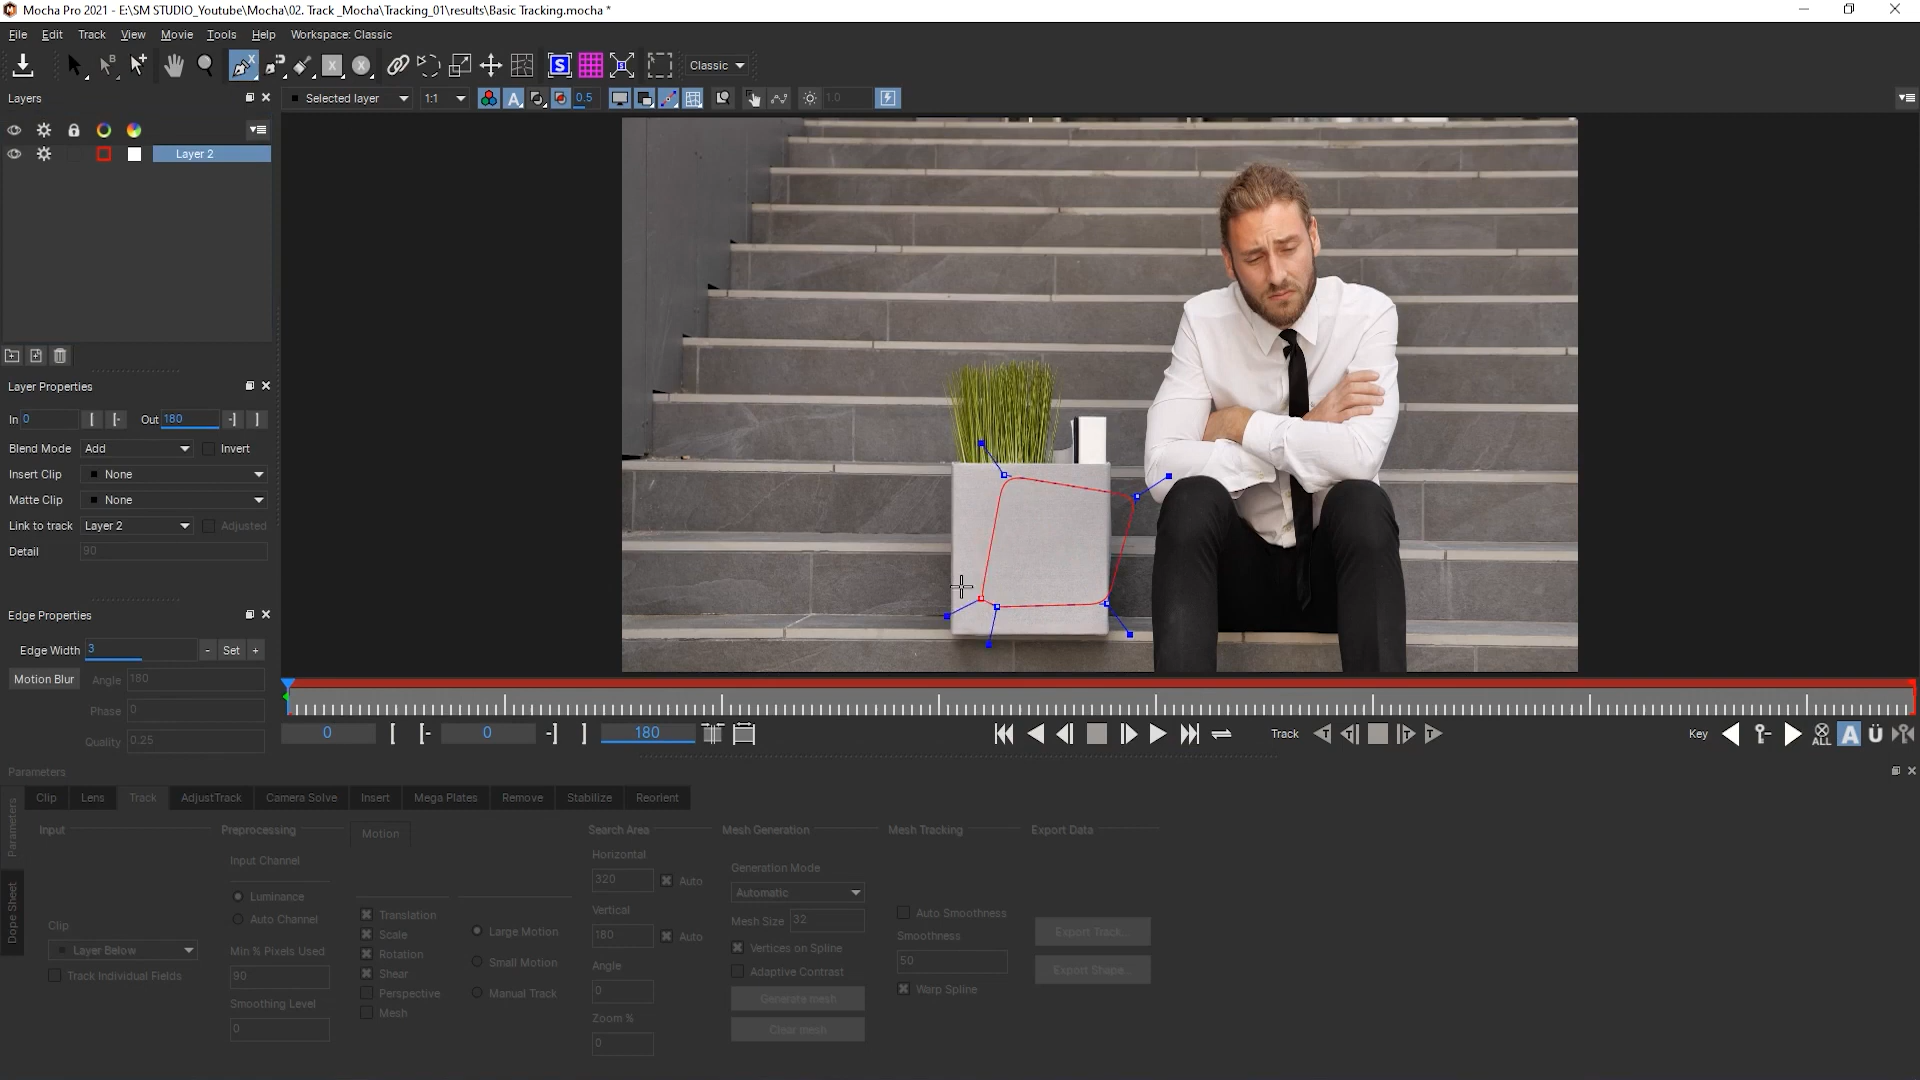 Mocha Pro 2021 - E:\SM STUDIO_Youtube\Mocha\02. Track _Mocha\Tracking_01\results\Basic Tracking.mocha *
File Edit Track View Movie Tools Help Workspace: Classic
Classic
Layers
Selected layer 1:1 A 0.5 1.0
Layer 2
Layer Properties
In 0 Out 180
Blend Mode Add Invert
Insert Clip None
Matte Clip None
Link to track Layer 2 Adjusted
Detail 90
Edge Properties
Edge Width 3 - Set +
Motion Blur Angle 180
Phase 0
Quality 0.25
0 0 180 Track Key ALL A Ü
Parameters
Clip Lens Track AdjustTrack Camera Solve Insert Mega Plates Remove Stabilize Reorient
Parameters
Dope Sheet
Input
Clip
Layer Below
Track Individual Fields
Preprocessing
Input Channel
Luminance
Auto Channel
Min % Pixels Used
90
Smoothing Level
0
Motion
Translation
Scale
Rotation
Shear
Perspective
Mesh
Large Motion
Small Motion
Manual Track
Search Area
Horizontal
320 Auto
Vertical
180 Auto
Angle
0
Zoom %
0
Mesh Generation
Generation Mode
Automatic
Mesh Size 32
Vertices on Spline
Adaptive Contrast
Generate mesh
Clear mesh
Mesh Tracking
Auto Smoothness
Smoothness
50
Warp Spline
Export Data
Export Track...
Export Shape...